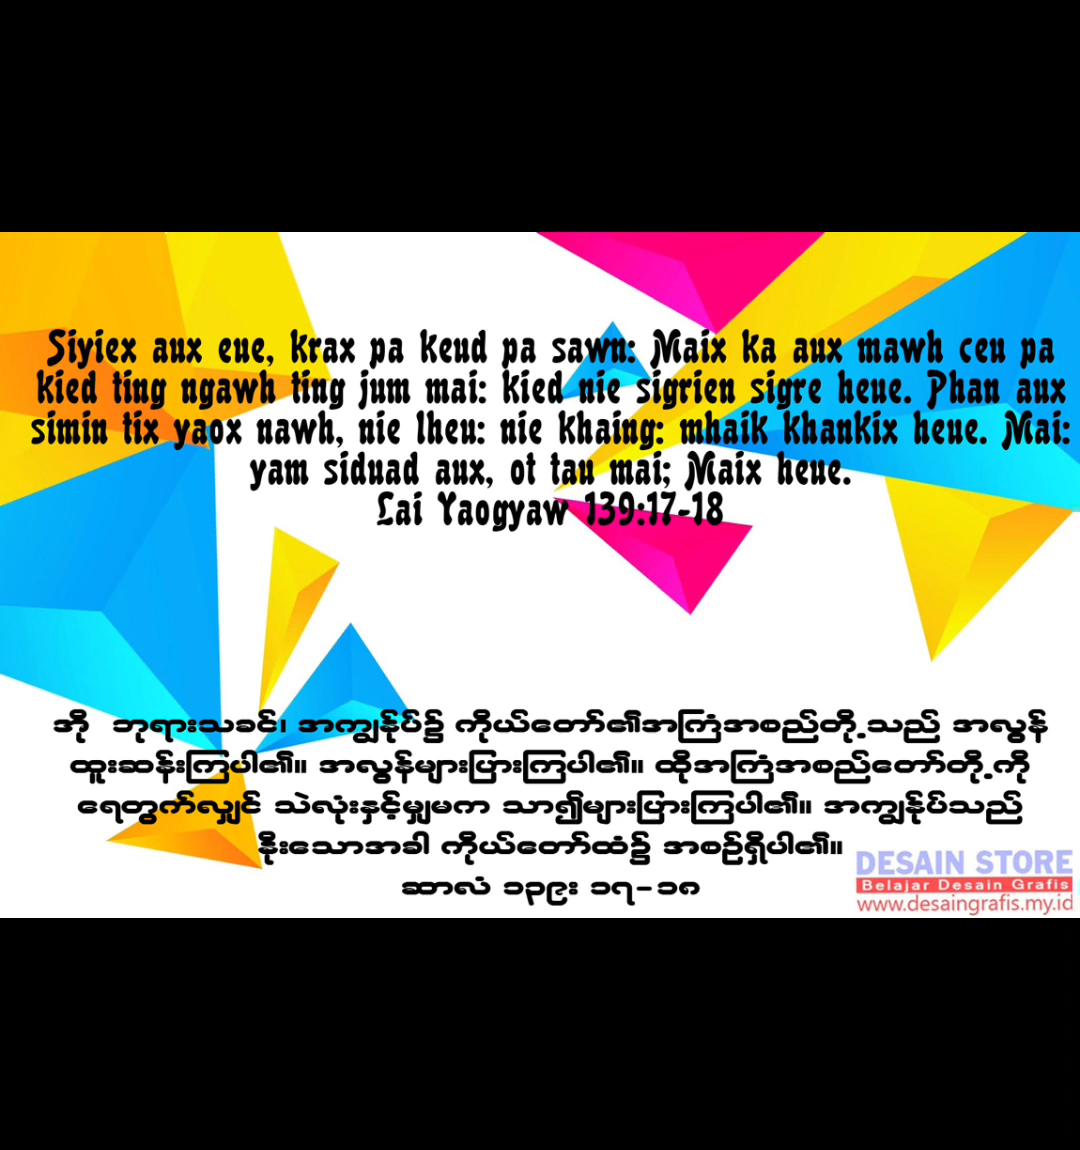 Siyiex aux eue, krax pa keud pa sawn: Maix ka aux mawh ceu pa
kied ting ngawh ting jum mai: kied nie sigrien sigre heue. Phan aux
simin tix yaox nawh, nie lheu: nie khaing: mhaik khankix heue. Mai:
yam siduad aux, ot tau mai; Maix heue.
Lai Yaogyaw 139:17-18
အို ဘုရားသခင်၊ အကျွန်ုပ်၌ ကိုယ်တော်၏အကြံအစည်တို့သည် အလွန်
ထူးဆန်းကြပါ၏။ အလွန်များပြားကြပါ၏။ ထိုအကြံအစည်တော်တို့ကို
ရေတွက်လျှင် သဲလုံးနှင့်မျှမက သာ၍များပြားကြပါ၏။ အကျွန်ုပ်သည်
နိုးသောအခါ ကိုယ်တော်ထံ၌ အစဉ်ရှိပါ၏။
ဆာလံ ၁၃၉း ၁၇-၁၈
DESAIN STORE
Belajar Desain Grafis
www.desaingrafis.my.id